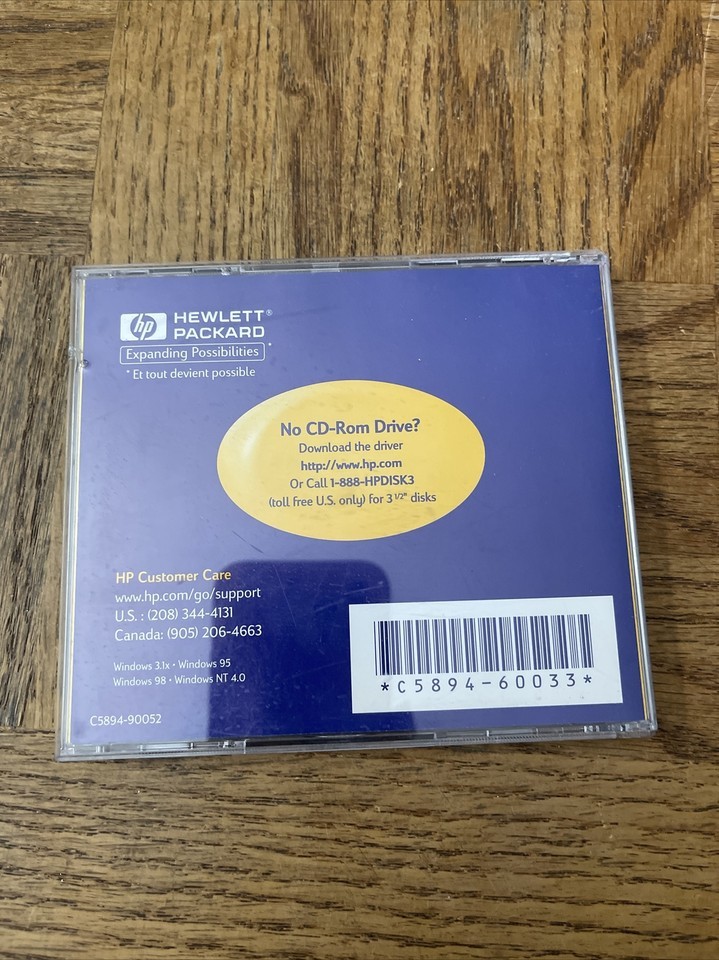 hp HEWLETT®
PACKARD
Expanding Possibilities *
* Et tout devient possible
No CD-Rom Drive?
Download the driver
http://www.hp.com
Or Call 1-888-HPDISK3
(toll free U.S. only) for 3 1/2" disks
HP Customer Care
www.hp.com/go/support
U.S. : (208) 344-4131
Canada: (905) 206-4663
Windows 3.1x • Windows 95
Windows 98 • Windows NT 4.0
*C5894-60033*
C5894-90052